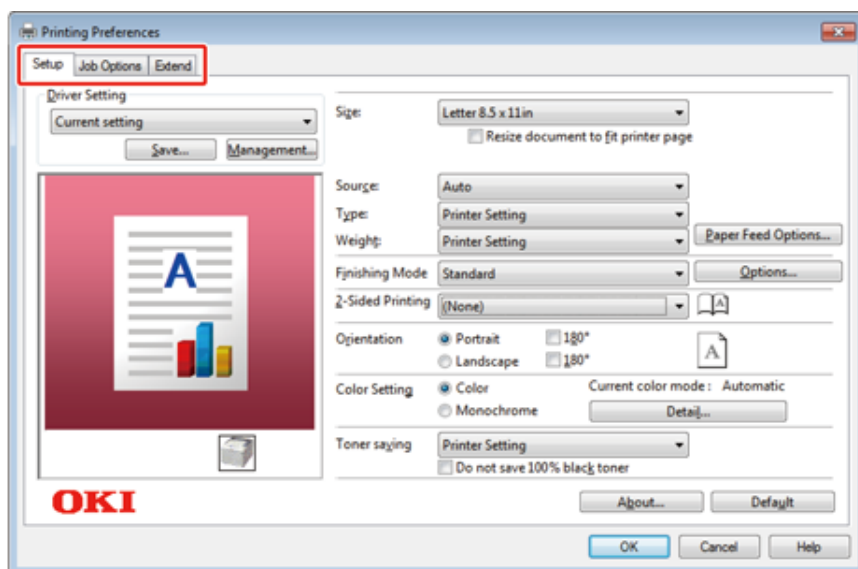 Printing Preferences
Setup Job Options Extend
Driver Setting
Current setting
Save... Management...
A
OKI
Size: Letter 8.5 x 11in
Resize document to fit printer page
Source: Auto
Type: Printer Setting
Weight: Printer Setting Paper Feed Options...
Finishing Mode Standard Options...
2-Sided Printing (None) A
Orientation Portrait 180°
Landscape 180° A
Color Setting Color Current color mode : Automatic
Monochrome Detail...
Toner saving Printer Setting
Do not save 100% black toner
About... Default
OK Cancel Help